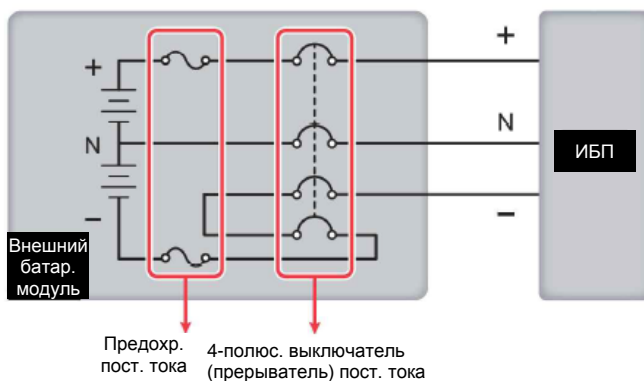 +
+
N
N
ИБП
–
–
Внешний
батар.
модуль
Предохр.
пост. тока
4-полюс. выключатель
(прерыватель) пост. тока